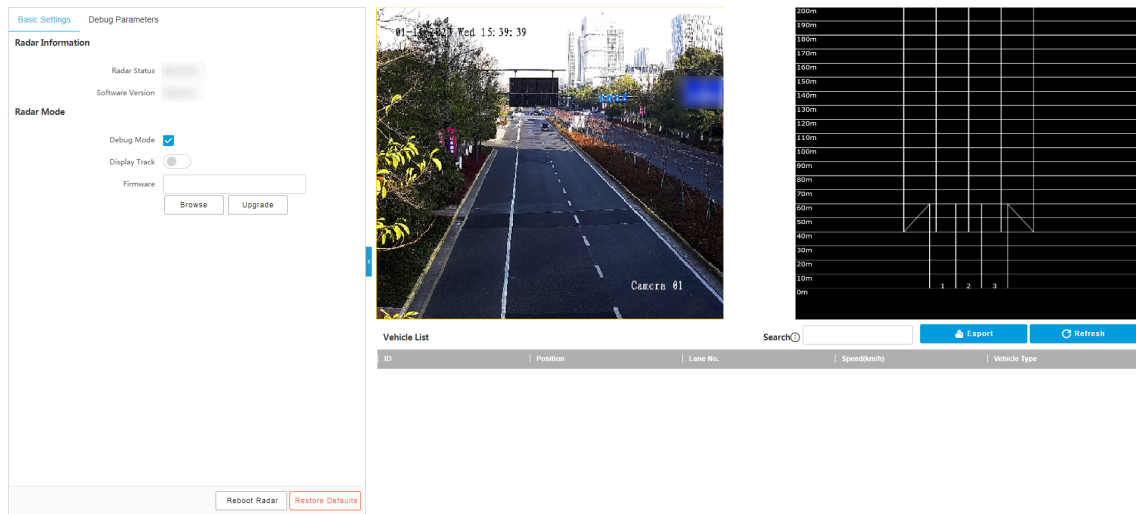 Basic Settings
Debug Parameters
Radar Information
Radar Status
Software Version
Radar Mode
Debug Mode
Display Track
Firmware
Browse
Upgrade
Reboot Radar
Restore Defaults
Wed 15:39:39
Camera 01
200m
190m
180m
170m
160m
150m
140m
130m
120m
110m
100m
90m
80m
70m
60m
50m
40m
30m
20m
10m
0m
1 2 3
Vehicle List
Search
Export
Refresh
ID Position Lane No. Speed(km/h) Vehicle Type